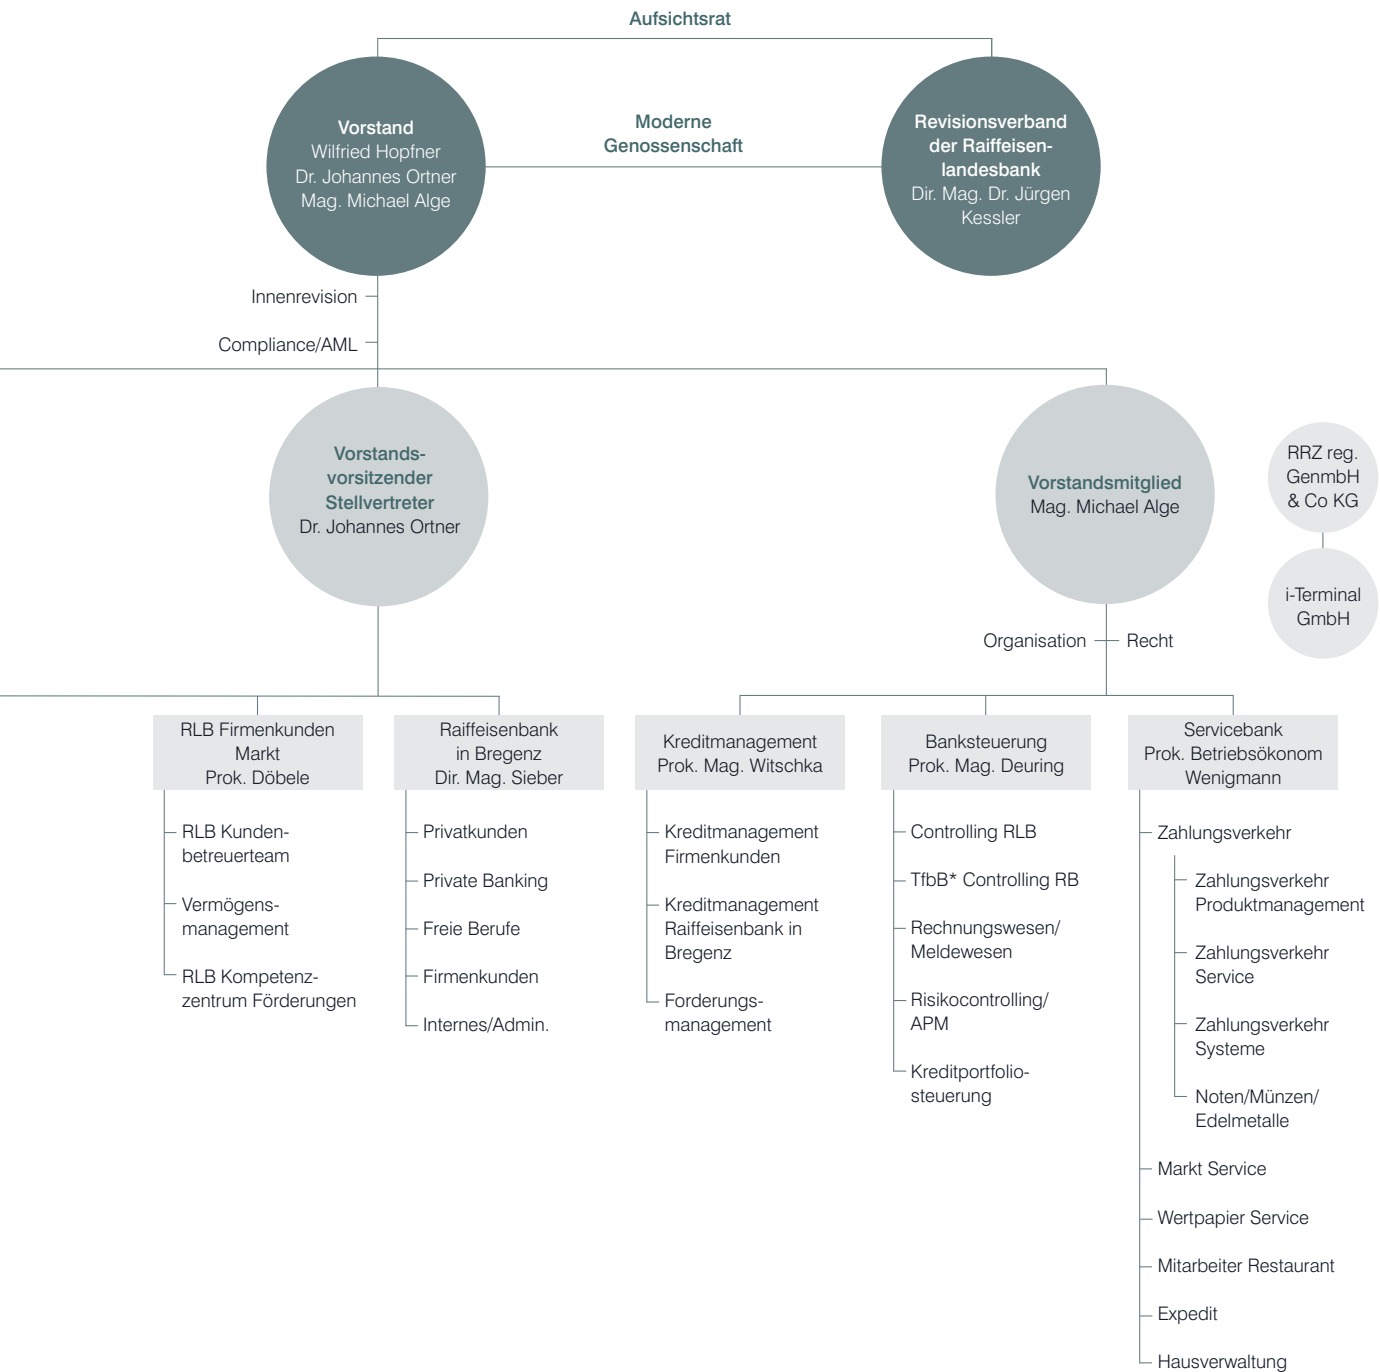 Aufsichtsrat
Vorstand
Wilfried Hopfner
Dr. Johannes Ortner
Mag. Michael Alge
Moderne
Genossenschaft
Revisionsverband
der Raiffeisen-
landesbank
Dir. Mag. Dr. Jürgen
Kessler
Innenrevision
Compliance/AML
Vorstands-
vorsitzender
Stellvertreter
Dr. Johannes Ortner
Vorstandsmitglied
Mag. Michael Alge
RRZ reg.
GenmbH
& Co KG
i-Terminal
GmbH
Organisation
Recht
RLB Firmenkunden
Markt
Prok. Döbele
RLB Kunden-
betreuerteam
Vermögens-
management
RLB Kompetenz-
zentrum Förderungen
Raiffeisenbank
in Bregenz
Dir. Mag. Sieber
Privatkunden
Private Banking
Freie Berufe
Firmenkunden
Internes/Admin.
Kreditmanagement
Prok. Mag. Witschka
Kreditmanagement
Firmenkunden
Kreditmanagement
Raiffeisenbank in
Bregenz
Forderungs-
management
Banksteuerung
Prok. Mag. Deuring
Controlling RLB
TfbB* Controlling RB
Rechnungswesen/
Meldewesen
Risikocontrolling/
APM
Kreditportfolio-
steuerung
Servicebank
Prok. Betriebsökonom
Wenigmann
Zahlungsverkehr
Zahlungsverkehr
Produktmanagement
Zahlungsverkehr
Service
Zahlungsverkehr
Systeme
Noten/Münzen/
Edelmetalle
Markt Service
Wertpapier Service
Mitarbeiter Restaurant
Expedit
Hausverwaltung